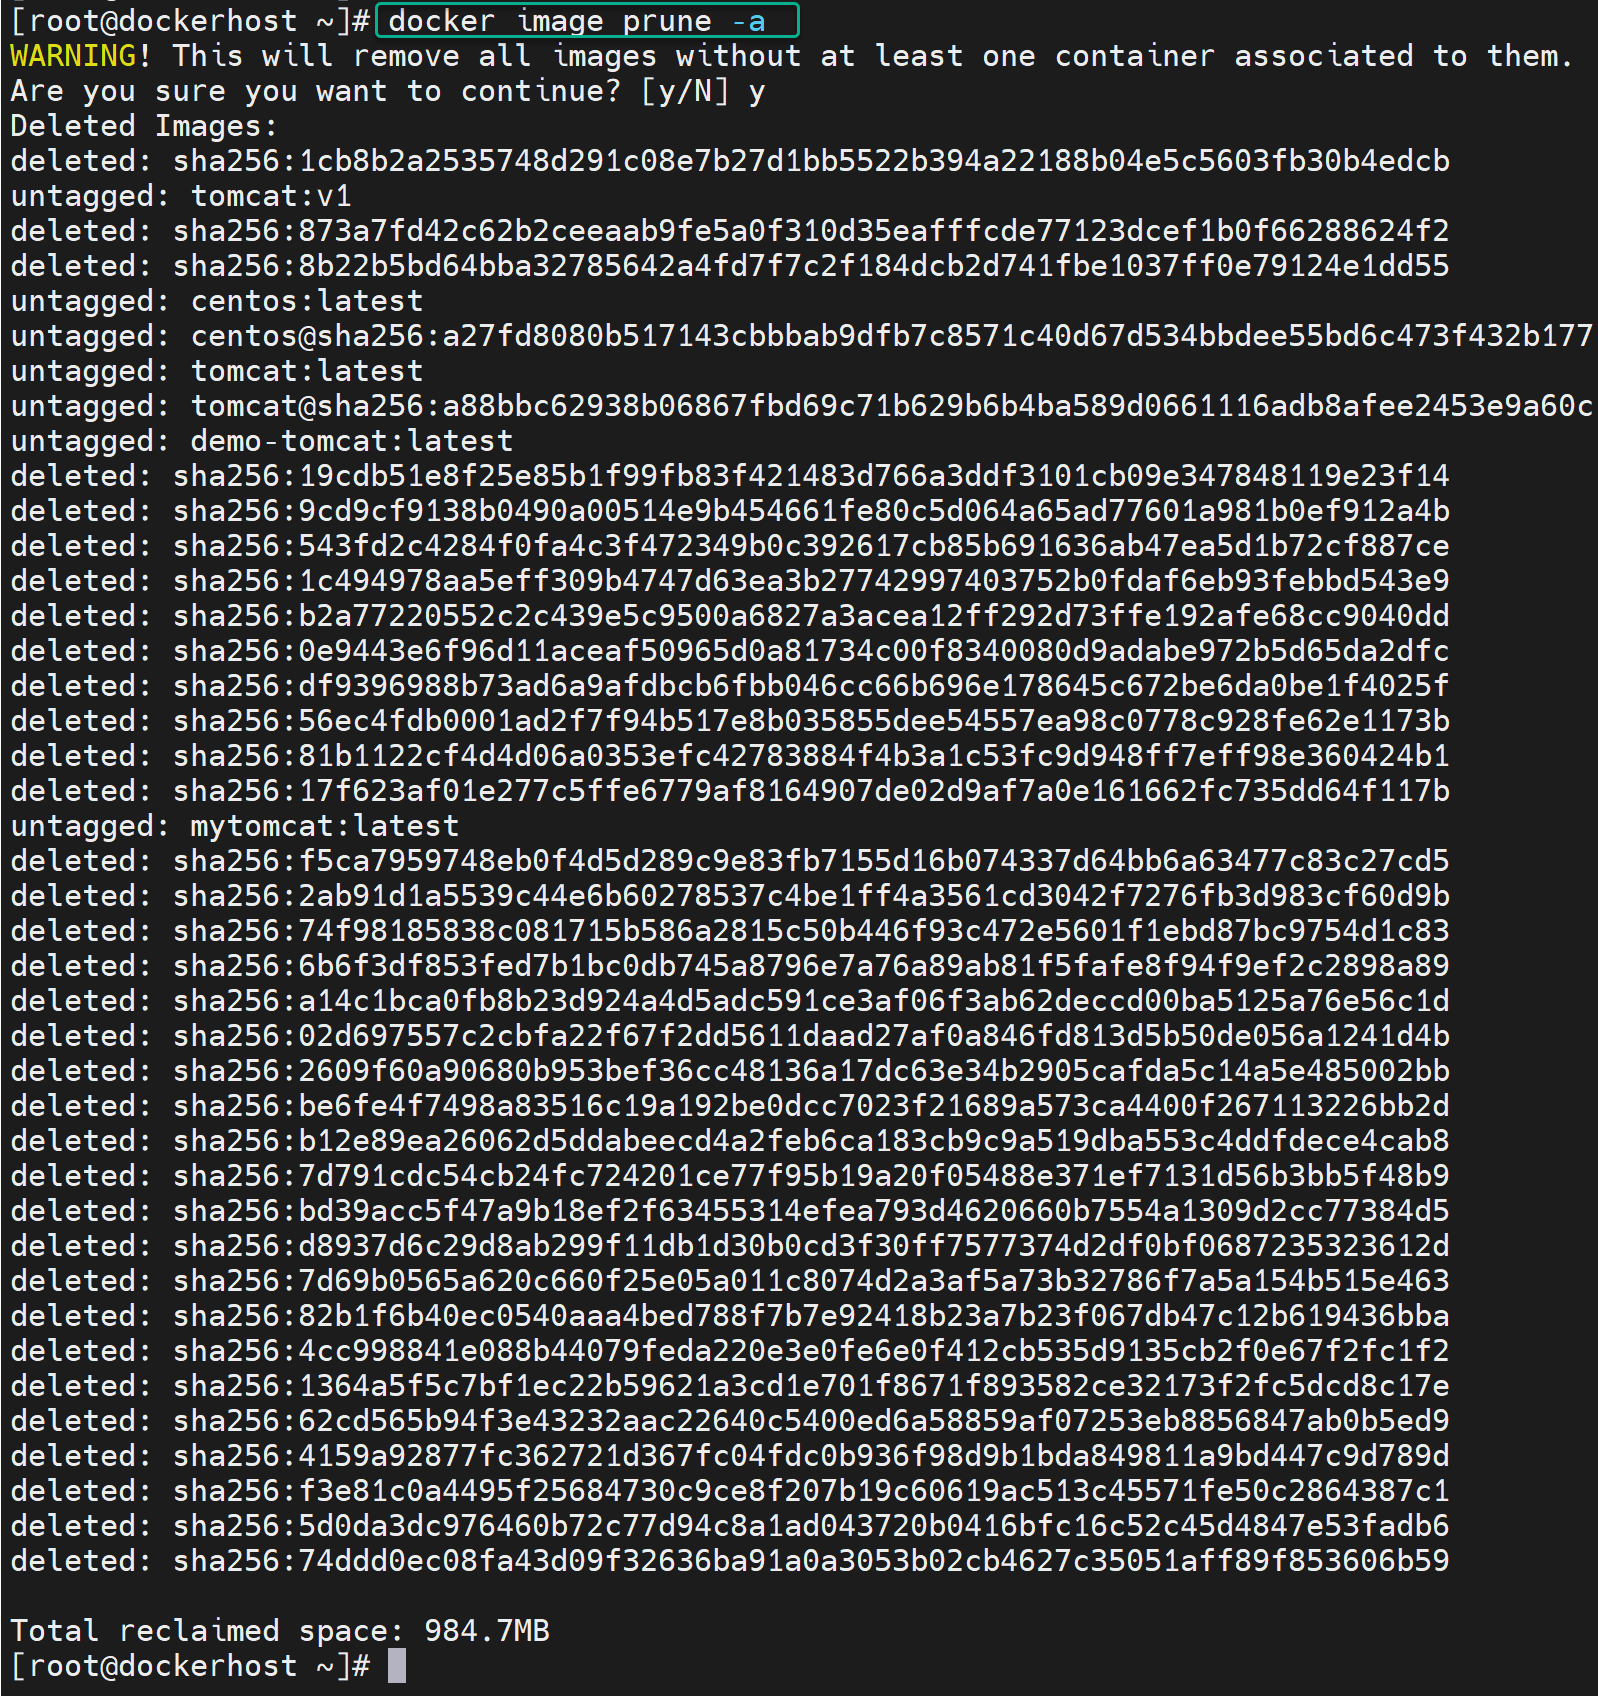 [root@dockerhost ~]# docker image prune -a
WARNING! This will remove all images without at least one container associated to them.
Are you sure you want to continue? [y/N] y
Deleted Images:
deleted: sha256:1cb8b2a2535748d291c08e7b27d1bb5522b394a22188b04e5c5603fb30b4edcb
untagged: tomcat:v1
deleted: sha256:873a7fd42c62b2ceeaab9fe5a0f310d35eafffcde77123dcef1b0f66288624f2
deleted: sha256:8b22b5bd64bba32785642a4fd7f7c2f184dcb2d741fbe1037ff0e79124e1dd55
untagged: centos:latest
untagged: centos@sha256:a27fd8080b517143cbbbab9dfb7c8571c40d67d534bbdee55bd6c473f432b177
untagged: tomcat:latest
untagged: tomcat@sha256:a88bbc62938b06867fbd69c71b629b6b4ba589d0661116adb8afee2453e9a60c
untagged: demo-tomcat:latest
deleted: sha256:19cdb51e8f25e85b1f99fb83f421483d766a3ddf3101cb09e347848119e23f14
deleted: sha256:9cd9cf9138b0490a00514e9b454661fe80c5d064a65ad77601a981b0ef912a4b
deleted: sha256:543fd2c4284f0fa4c3f472349b0c392617cb85b691636ab47ea5d1b72cf887ce
deleted: sha256:1c494978aa5eff309b4747d63ea3b27742997403752b0fdaf6eb93febbd543e9
deleted: sha256:b2a77220552c2c439e5c9500a6827a3acea12ff292d73ffe192afe68cc9040dd
deleted: sha256:0e9443e6f96d11aceaf50965d0a81734c00f8340080d9adabe972b5d65da2dfc
deleted: sha256:df9396988b73ad6a9afdbcb6fbb046cc66b696e178645c672be6da0be1f4025f
deleted: sha256:56ec4fdb0001ad2f7f94b517e8b035855dee54557ea98c0778c928fe62e1173b
deleted: sha256:81b1122cf4d4d06a0353efc42783884f4b3a1c53fc9d948ff7eff98e360424b1
deleted: sha256:17f623af01e277c5ffe6779af8164907de02d9af7a0e161662fc735dd64f117b
untagged: mytomcat:latest
deleted: sha256:f5ca7959748eb0f4d5d289c9e83fb7155d16b074337d64bb6a63477c83c27cd5
deleted: sha256:2ab91d1a5539c44e6b60278537c4be1ff4a3561cd3042f7276fb3d983cf60d9b
deleted: sha256:74f98185838c081715b586a2815c50b446f93c472e5601f1ebd87bc9754d1c83
deleted: sha256:6b6f3df853fed7b1bc0db745a8796e7a76a89ab81f5fafe8f94f9ef2c2898a89
deleted: sha256:a14c1bca0fb8b23d924a4d5adc591ce3af06f3ab62deccd00ba5125a76e56c1d
deleted: sha256:02d697557c2cbfa22f67f2dd5611daad27af0a846fd813d5b50de056a1241d4b
deleted: sha256:2609f60a90680b953bef36cc48136a17dc63e34b2905cafda5c14a5e485002bb
deleted: sha256:be6fe4f7498a83516c19a192be0dcc7023f21689a573ca4400f267113226bb2d
deleted: sha256:b12e89ea26062d5ddabeecd4a2feb6ca183cb9c9a519dba553c4ddfdece4cab8
deleted: sha256:7d791cdc54cb24fc724201ce77f95b19a20f05488e371ef7131d56b3bb5f48b9
deleted: sha256:bd39acc5f47a9b18ef2f63455314efea793d4620660b7554a1309d2cc77384d5
deleted: sha256:d8937d6c29d8ab299f11db1d30b0cd3f30ff7577374d2df0bf0687235323612d
deleted: sha256:7d69b0565a620c660f25e05a011c8074d2a3af5a73b32786f7a5a154b515e463
deleted: sha256:82b1f6b40ec0540aaa4bed788f7b7e92418b23a7b23f067db47c12b619436bba
deleted: sha256:4cc998841e088b44079feda220e3e0fe6e0f412cb535d9135cb2f0e67f2fc1f2
deleted: sha256:1364a5f5c7bf1ec22b59621a3cd1e701f8671f893582ce32173f2fc5dcd8c17e
deleted: sha256:62cd565b94f3e43232aac22640c5400ed6a58859af07253eb8856847ab0b5ed9
deleted: sha256:4159a92877fc362721d367fc04fdc0b936f98d9b1bda849811a9bd447c9d789d
deleted: sha256:f3e81c0a4495f25684730c9ce8f207b19c60619ac513c45571fe50c2864387c1
deleted: sha256:5d0da3dc976460b72c77d94c8a1ad043720b0416bfc16c52c45d4847e53fadb6
deleted: sha256:74ddd0ec08fa43d09f32636ba91a0a3053b02cb4627c35051aff89f853606b59
Total reclaimed space: 984.7MB
[root@dockerhost ~]#